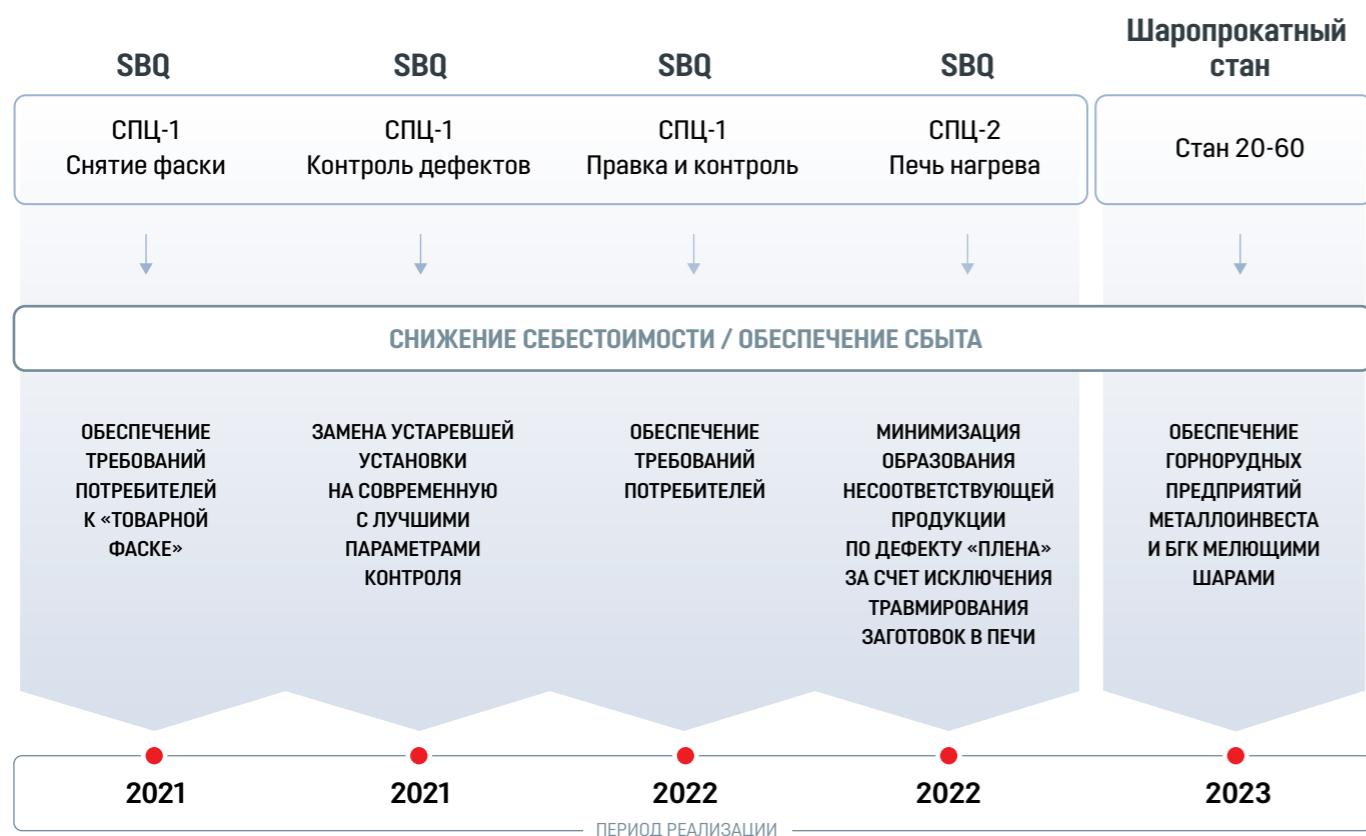 SBQ
SBQ
SBQ
SBQ
Шаропрокатный
стан
СПЦ-1
Снятие фаски
СПЦ-1
Контроль дефектов
СПЦ-1
Правка и контроль
СПЦ-2
Печь нагрева
Стан 20-60
СНИЖЕНИЕ СЕБЕСТОИМОСТИ / ОБЕСПЕЧЕНИЕ СБЫТА
ОБЕСПЕЧЕНИЕ
ТРЕБОВАНИЙ
ПОТРЕБИТЕЛЕЙ
К «ТОВАРНОЙ
ФАСКЕ»
ЗАМЕНА УСТАРЕВШЕЙ
УСТАНОВКИ
НА СОВРЕМЕННУЮ
С ЛУЧШИМИ
ПАРАМЕТРАМИ
КОНТРОЛЯ
ОБЕСПЕЧЕНИЕ
ТРЕБОВАНИЙ
ПОТРЕБИТЕЛЕЙ
МИНИМИЗАЦИЯ
ОБРАЗОВАНИЯ
НЕСООТВЕТСТВУЮЩЕЙ
ПРОДУКЦИИ
ПО ДЕФЕКТУ «ПЛЕНА»
ЗА СЧЕТ ИСКЛЮЧЕНИЯ
ТРАВМИРОВАНИЯ
ЗАГОТОВОК В ПЕЧИ
ОБЕСПЕЧЕНИЕ
ГОРНОРУДНЫХ
ПРЕДПРИЯТИЙ
МЕТАЛЛОИНВЕСТА
И БГК МЕЛЮЩИМИ
ШАРАМИ
2021
2021
2022
2022
2023
ПЕРИОД РЕАЛИЗАЦИИ